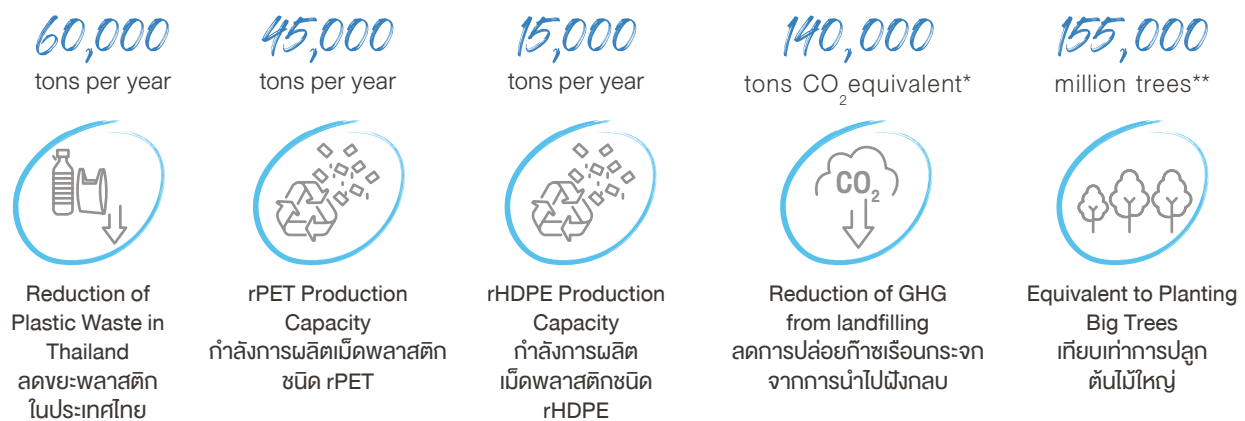 60,000
tons per year
Reduction of
Plastic Waste in
Thailand
ลดขยะพลาสติก
ในประเทศไทย
45,000
tons per year
rPET Production
Capacity
กำลังการผลิตเม็ดพลาสติก
ชนิด rPET
15,000
tons per year
rHDPE Production
Capacity
กำลังการผลิต
เม็ดพลาสติกชนิด
rHDPE
140,000
tons CO₂equivalent*
CO₂
Reduction of GHG
from landfilling
ลดการปล่อยก๊าซเรือนกระจก
จากการนำไปฝังกลบ
155,000
million trees**
Equivalent to Planting
Big Trees
เทียบเท่าการปลูก
ต้นไม้ใหญ่